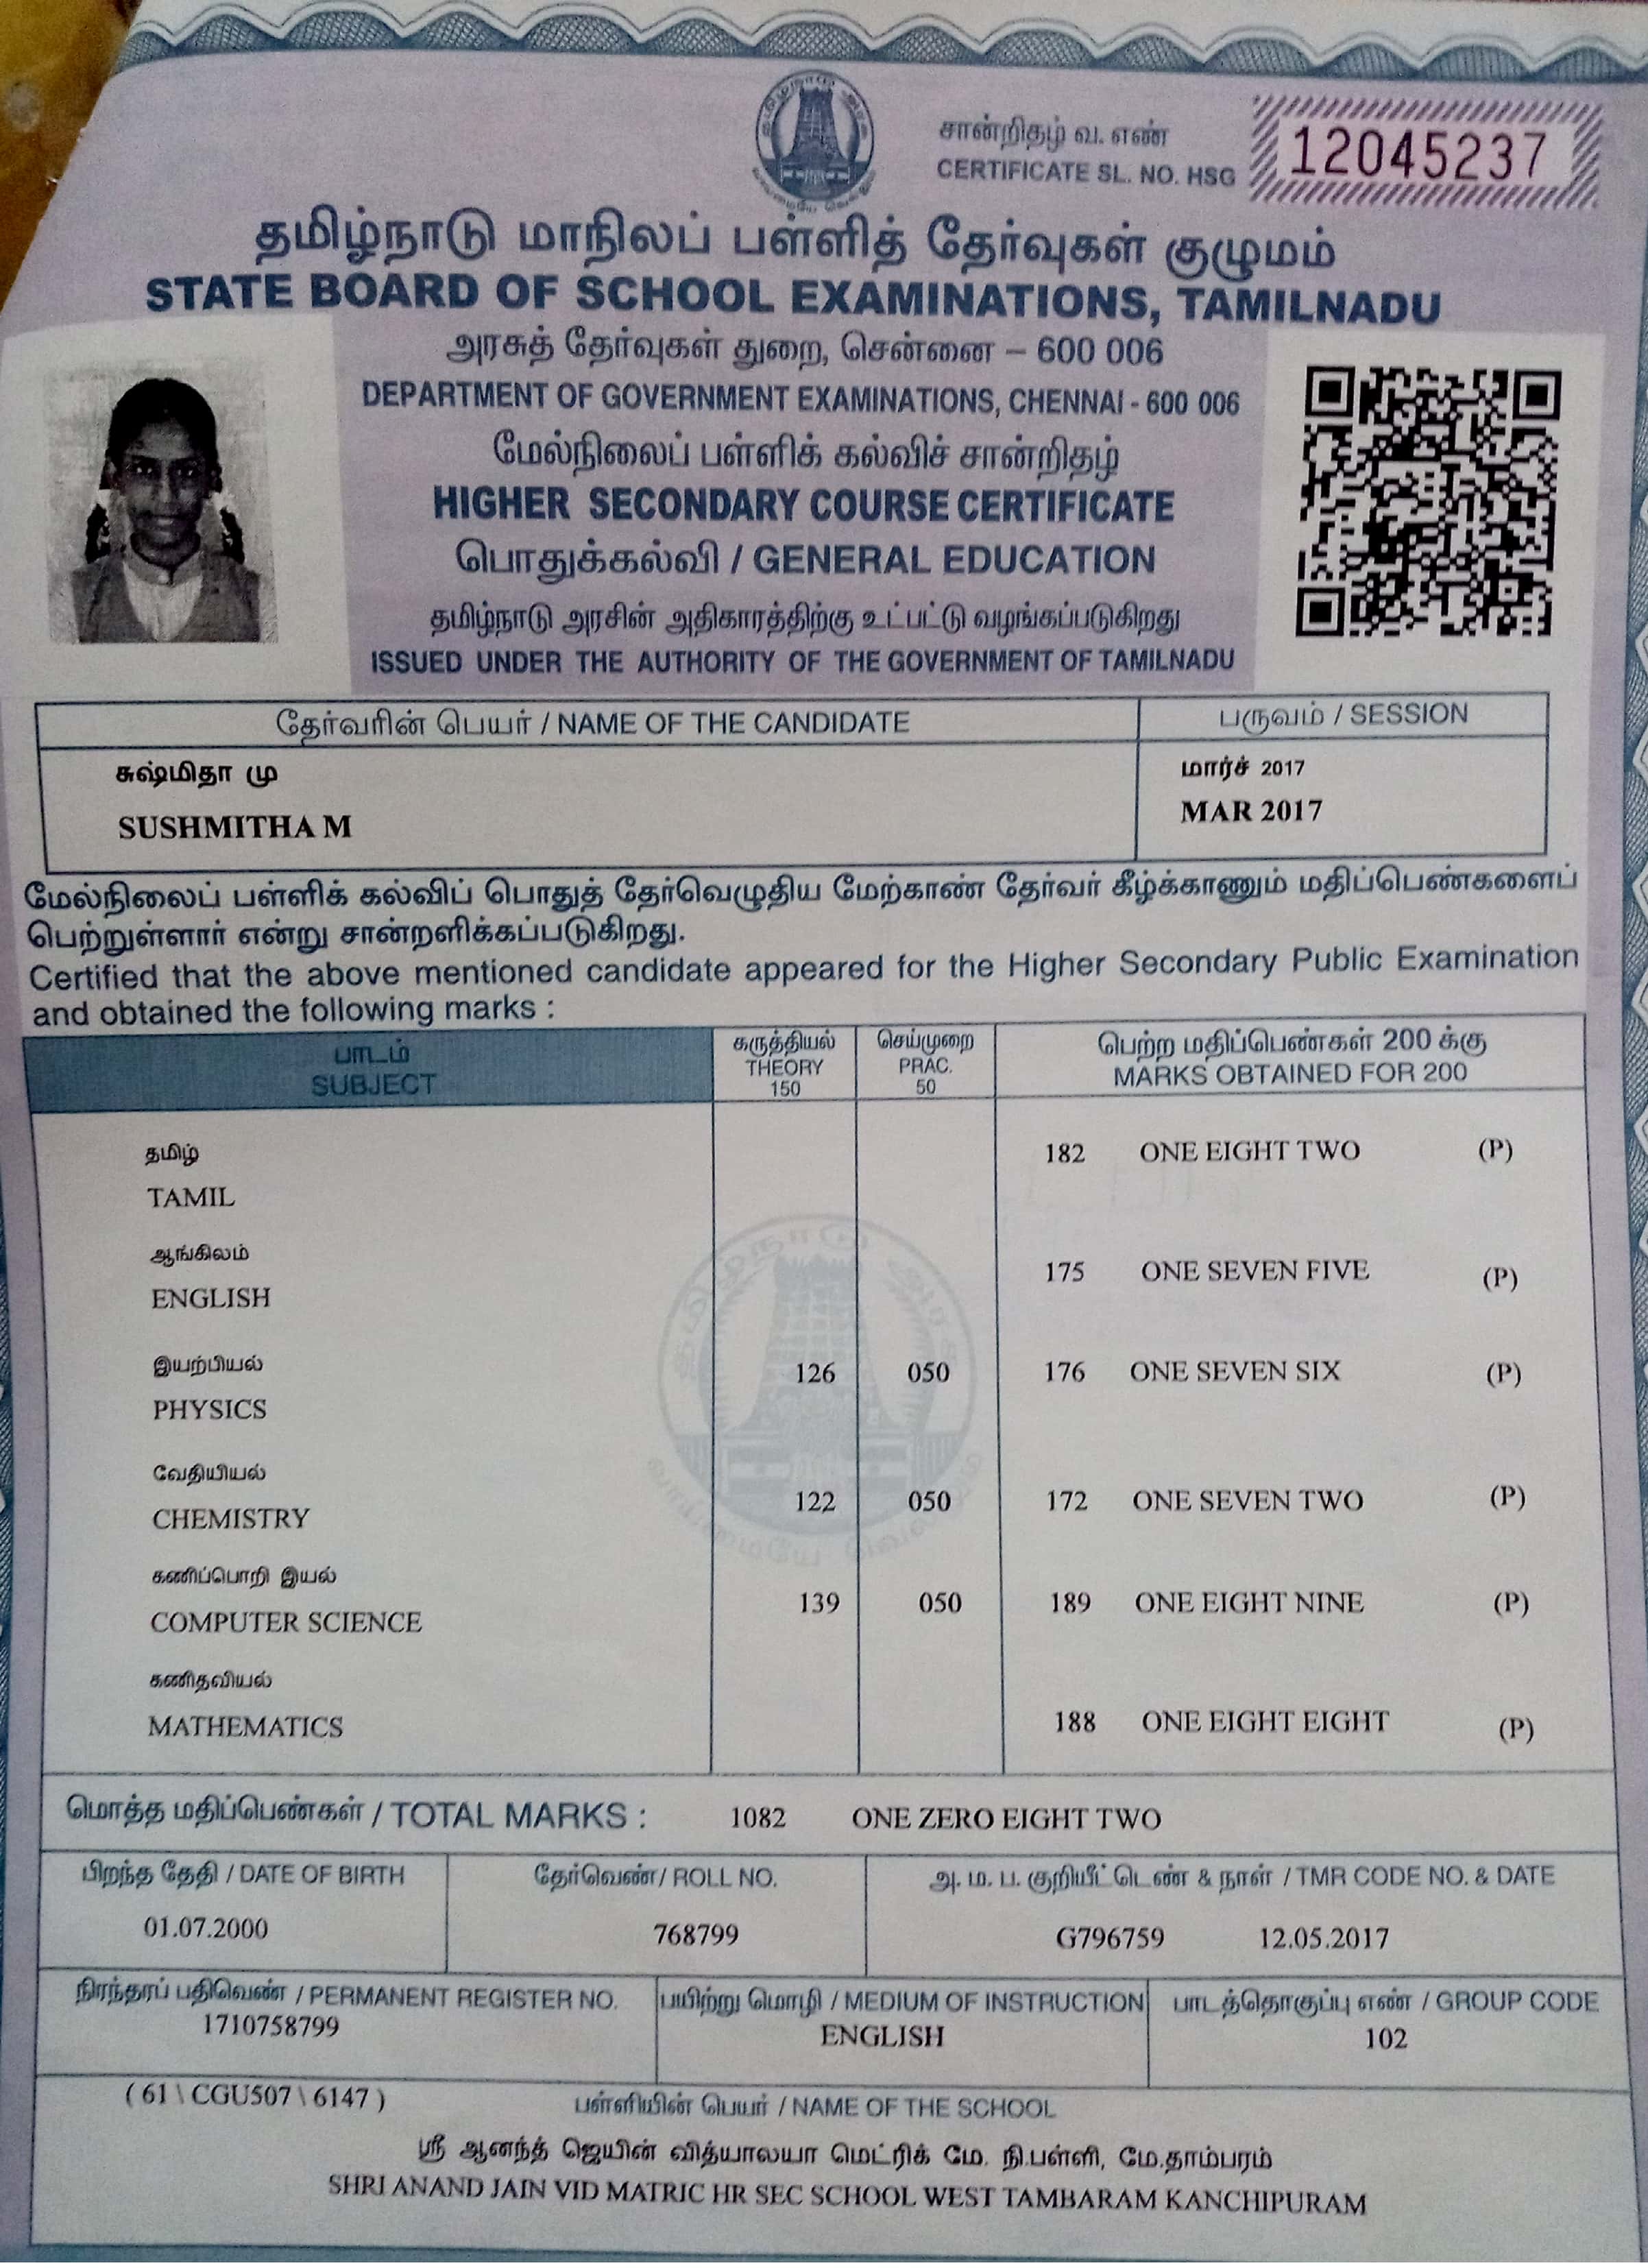 சான்றிதழ் வ. எண்
CERTIFICATE SL. NO. HSG 12045237
தமிழ்நாடு மாநிலப் பள்ளித் தேர்வுகள் குழுமம்
STATE BOARD OF SCHOOL EXAMINATIONS, TAMILNADU
அரசுத் தேர்வுகள் துறை, சென்னை – 600 006
DEPARTMENT OF GOVERNMENT EXAMINATIONS, CHENNAI - 600 006
மேல்நிலைப் பள்ளிக் கல்விச் சான்றிதழ்
HIGHER SECONDARY COURSE CERTIFICATE
பொதுக்கல்வி / GENERAL EDUCATION
தமிழ்நாடு அரசின் அதிகாரத்திற்கு உட்பட்டு வழங்கப்படுகிறது
ISSUED UNDER THE AUTHORITY OF THE GOVERNMENT OF TAMILNADU
தேர்வரின் பெயர் / NAME OF THE CANDIDATE பருவம் / SESSION
சுஷ்மிதா மு மார்ச் 2017
SUSHMITHA M MAR 2017
மேல்நிலைப் பள்ளிக் கல்விப் பொதுத் தேர்வெழுதிய மேற்காண் தேர்வர் கீழ்க்காணும் மதிப்பெண்களைப்
பெற்றுள்ளார் என்று சான்றளிக்கப்படுகிறது.
Certified that the above mentioned candidate appeared for the Higher Secondary Public Examination
and obtained the following marks :
பாடம் கருத்தியல் செய்முறை பெற்ற மதிப்பெண்கள் 200 க்கு
SUBJECT THEORY PRAC. MARKS OBTAINED FOR 200
150 50
தமிழ் 182 ONE EIGHT TWO (P)
TAMIL
ஆங்கிலம் 175 ONE SEVEN FIVE (P)
ENGLISH
இயற்பியல் 126 050 176 ONE SEVEN SIX (P)
PHYSICS
வேதியியல் 122 050 172 ONE SEVEN TWO (P)
CHEMISTRY
கணிப்பொறி இயல் 139 050 189 ONE EIGHT NINE (P)
COMPUTER SCIENCE
கணிதவியல் 188 ONE EIGHT EIGHT (P)
MATHEMATICS
மொத்த மதிப்பெண்கள் / TOTAL MARKS : 1082 ONE ZERO EIGHT TWO
பிறந்த தேதி / DATE OF BIRTH தேர்வெண் / ROLL NO. அ. ம. ப. குறியீட்டெண் & நாள் / TMR CODE NO. & DATE
01.07.2000 768799 G796759 12.05.2017
நிரந்தரப் பதிவெண் / PERMANENT REGISTER NO. பயிற்று மொழி / MEDIUM OF INSTRUCTION பாடத்தொகுப்பு எண் / GROUP CODE
1710758799 ENGLISH 102
( 61 \ CGU507 \ 6147 ) பள்ளியின் பெயர் / NAME OF THE SCHOOL
ஸ்ரீ ஆனந்த் ஜெயின் வித்யாலயா மெட்ரிக் மே. நி.பள்ளி, மே.தாம்பரம்
SHRI ANAND JAIN VID MATRIC HR SEC SCHOOL WEST TAMBARAM KANCHIPURAM